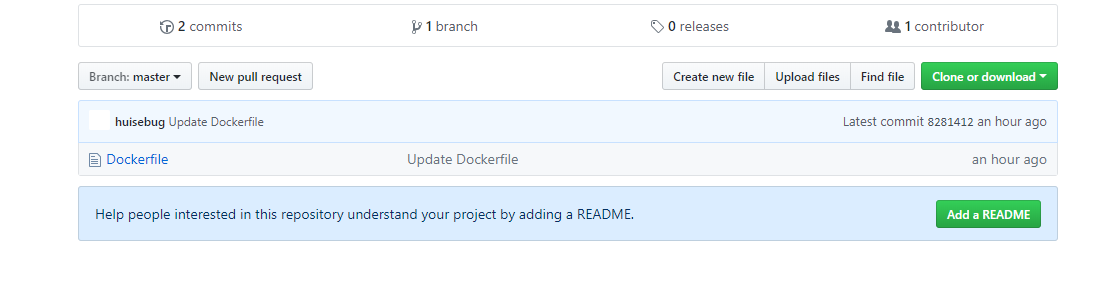 2 commits 1 branch 0 releases 1 contributor
Branch: master New pull request Create new file Upload files Find file Clone or download
huisebug Update Dockerfile Latest commit 8281412 an hour ago
Dockerfile Update Dockerfile an hour ago
Help people interested in this repository understand your project by adding a README. Add a README